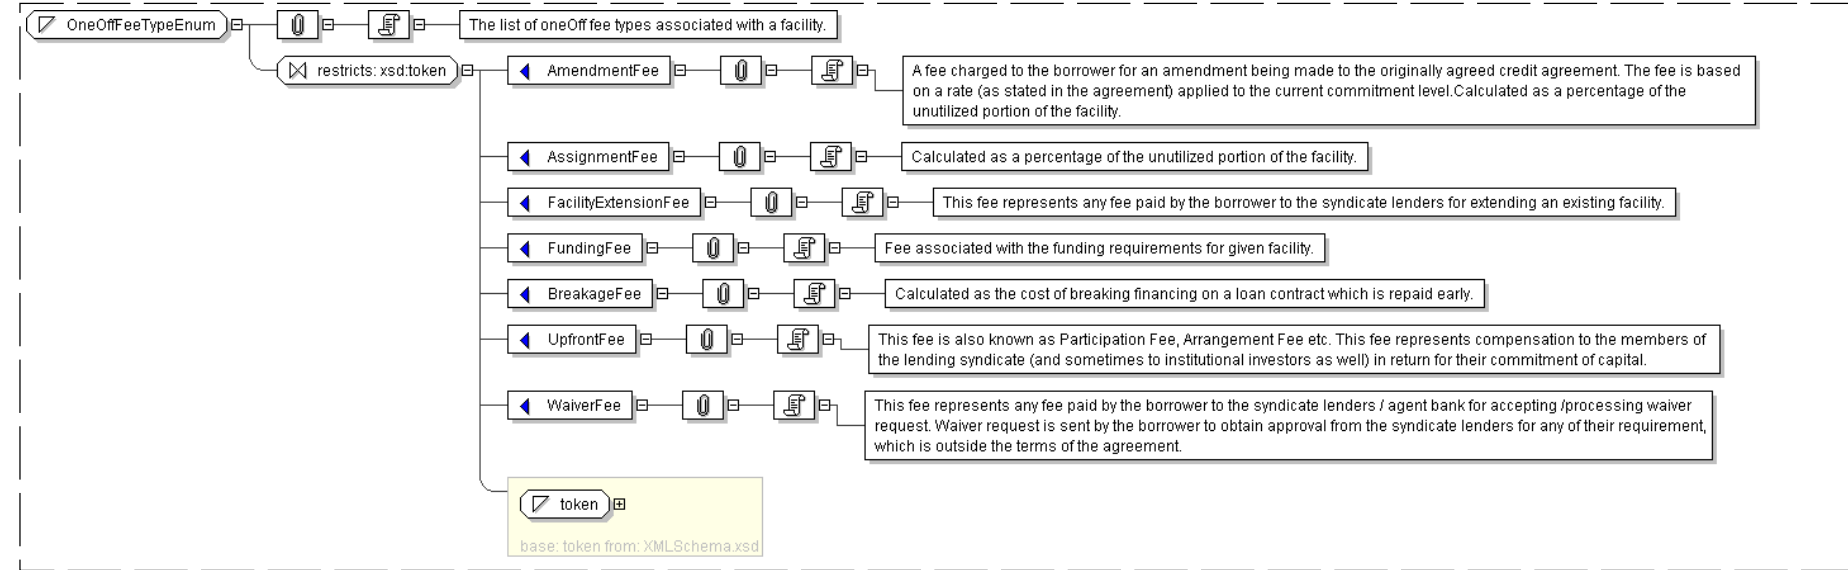 OneOffFeeTypeEnum
The list of oneOff fee types associated with a facility.
restricts: xsd:token
AmendmentFee
A fee charged to the borrower for an amendment being made to the originally agreed credit agreement. The fee is based
on a rate (as stated in the agreement) applied to the current commitment level.Calculated as a percentage of the
unutilized portion of the facility.
AssignmentFee
Calculated as a percentage of the unutilized portion of the facility.
FacilityExtensionFee
This fee represents any fee paid by the borrower to the syndicate lenders for extending an existing facility.
FundingFee
Fee associated with the funding requirements for given facility.
BreakageFee
Calculated as the cost of breaking financing on a loan contract which is repaid early.
UpfrontFee
This fee is also known as Participation Fee, Arrangement Fee etc. This fee represents compensation to the members of
the lending syndicate (and sometimes to institutional investors as well) in return for their commitment of capital.
WaiverFee
This fee represents any fee paid by the borrower to the syndicate lenders / agent bank for accepting /processing waiver
request. Waiver request is sent by the borrower to obtain approval from the syndicate lenders for any of their requirement,
which is outside the terms of the agreement.
token
base: token from: XMLSchema.xsd